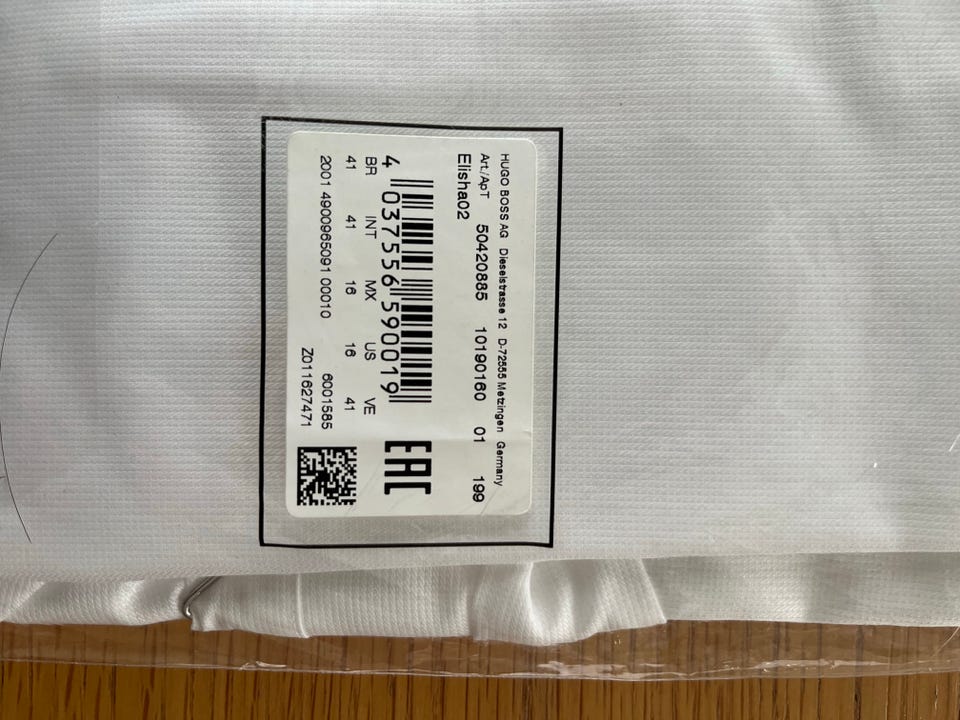 HUGO BOSS AG Dieselstrasse 12 D-72555 Metzingen Germany
Art./ApT 50420885 10190160 01 199
Elisha02
4 037556 590019
EAC
BR INT MX US VE
41 41 16 16 41
2001 4900965091 00010 6001585
Z011627471